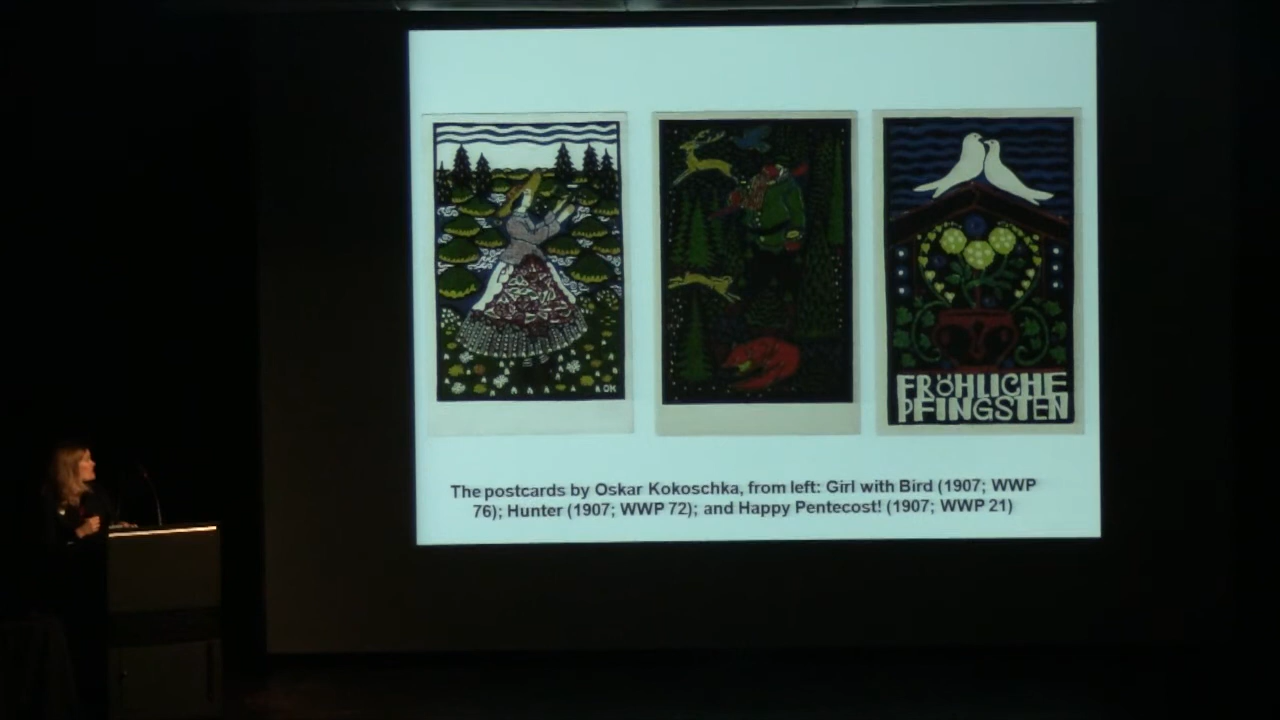 OK
FRÖHLICHE
PFINGSTEN
The postcards by Oskar Kokoschka, from left: Girl with Bird (1907; WWP
76); Hunter (1907; WWP 72); and Happy Pentecost! (1907; WWP 21)